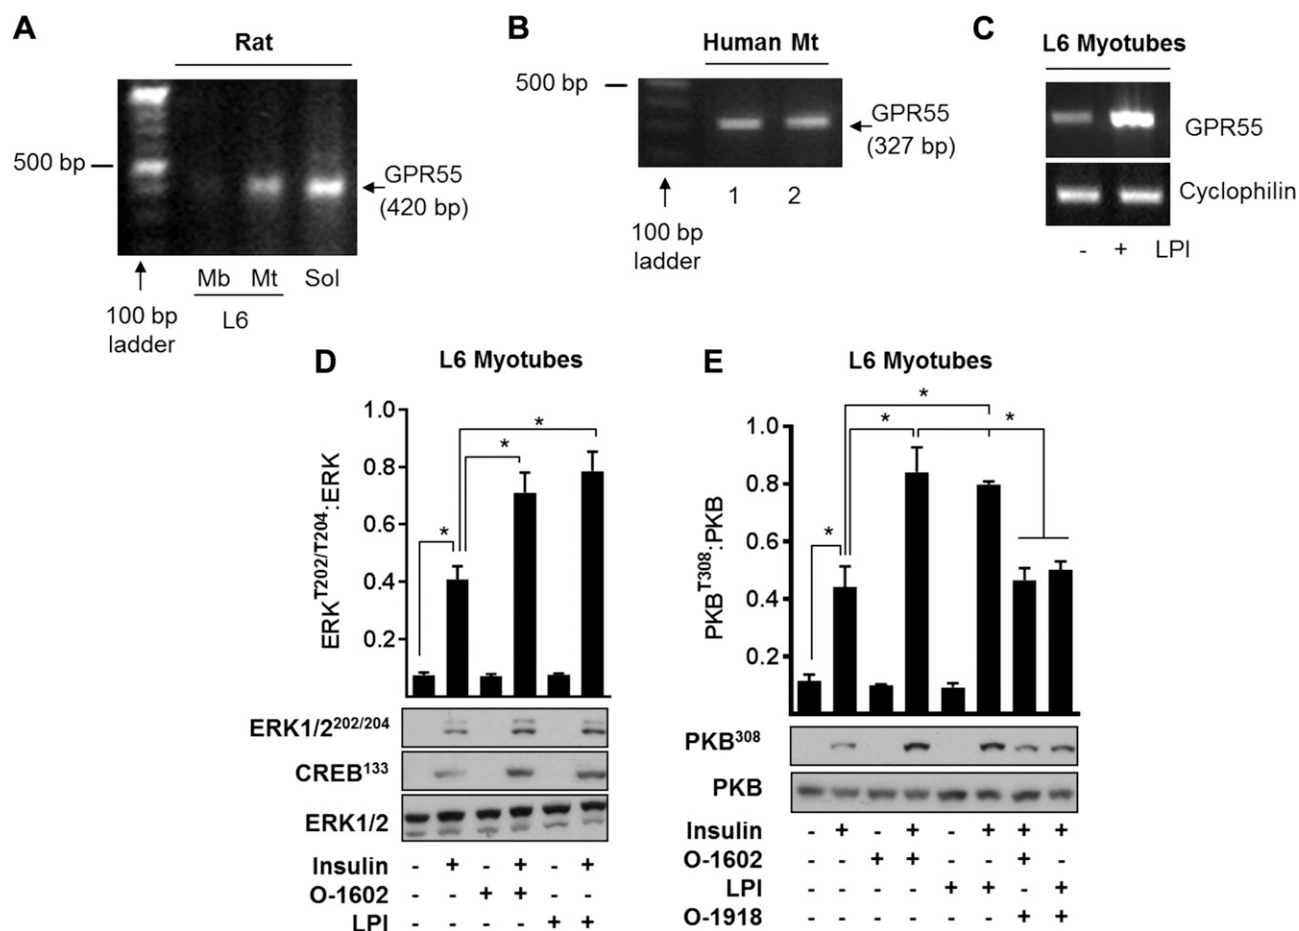 A
Rat
500 bp
GPR55
(420 bp)
Mb Mt Sol
L6
100 bp
ladder
B
Human Mt
500 bp
GPR55
(327 bp)
1 2
100 bp
ladder
C
L6 Myotubes
GPR55
Cyclophilin
- + LPI
D
L6 Myotubes
ERK^T202/T204:ERK
1.0
0.8
0.6
0.4
0.2
* * *
ERK1/2^202/204
CREB^133
ERK1/2
Insulin - + - + - +
O-1602 - - + + - -
LPI - - - - + +
E
L6 Myotubes
PKB^T308:PKB
1.0
0.8
0.6
0.4
0.2
* * * *
PKB^308
PKB
Insulin - + - + - + + +
O-1602 - - + + - - + -
LPI - - - - + + - +
O-1918 - - - - - - + +